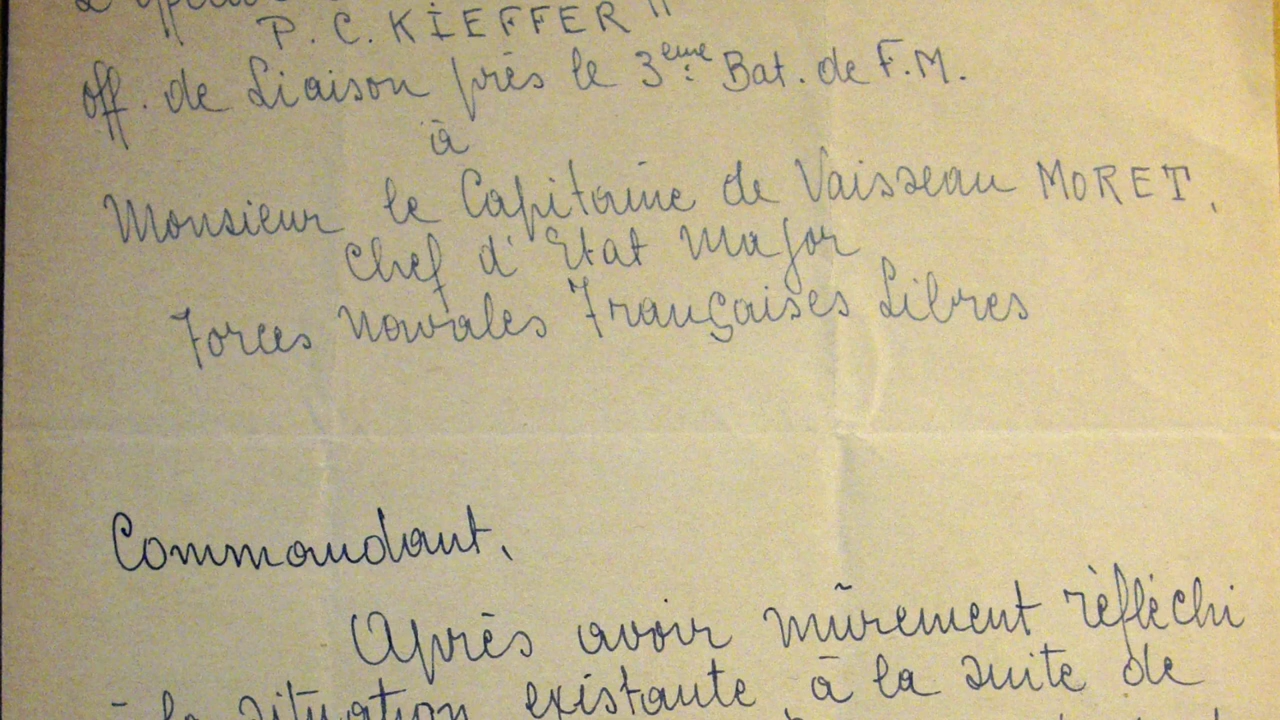 P. C. KIEFFER "
off. de Liaison près le 3eme Bat. de F.M.
à
Monsieur le Capitaine de Vaisseau MORET,
Chef d'Etat Major
Forces Navales Françaises Libres
Commandant,
Après avoir mûrement réfléchi
à la situation existante à la suite de